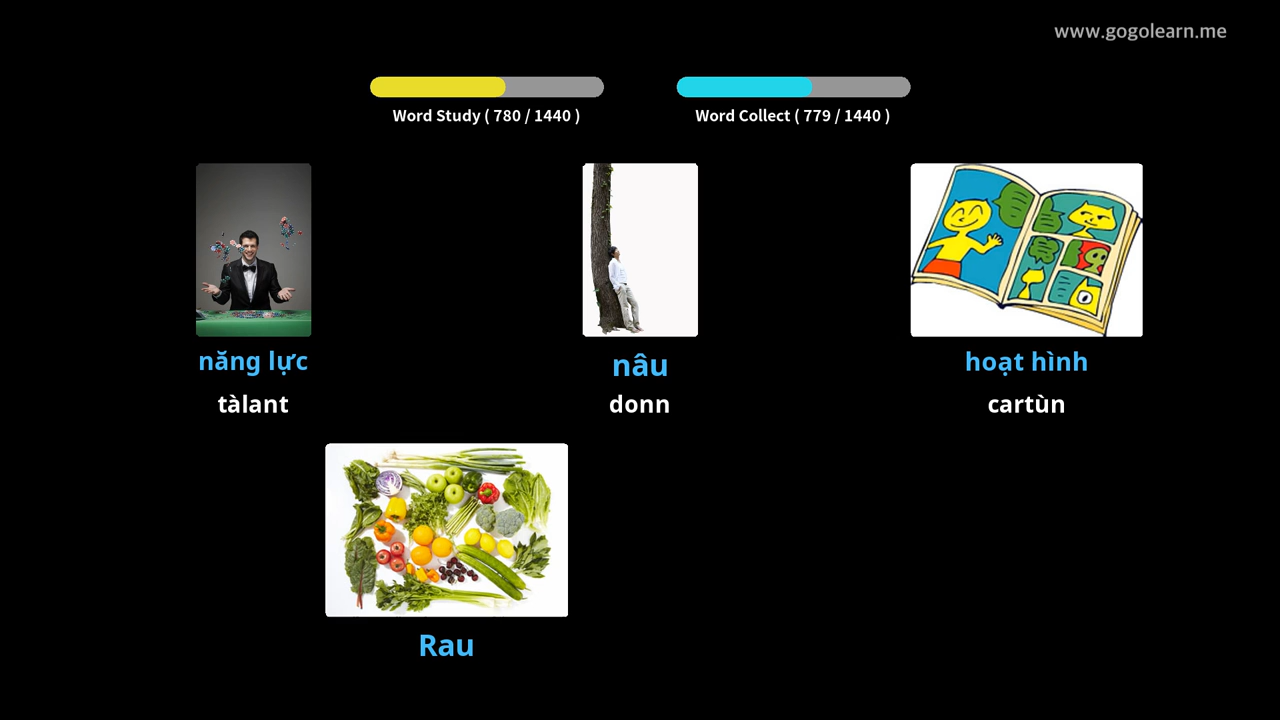 www.gogolearn.me
Word Study ( 780 / 1440 )
Word Collect ( 779 / 1440 )
năng lực
nâu
hoạt hình
tàlant
donn
cartùn
Rau